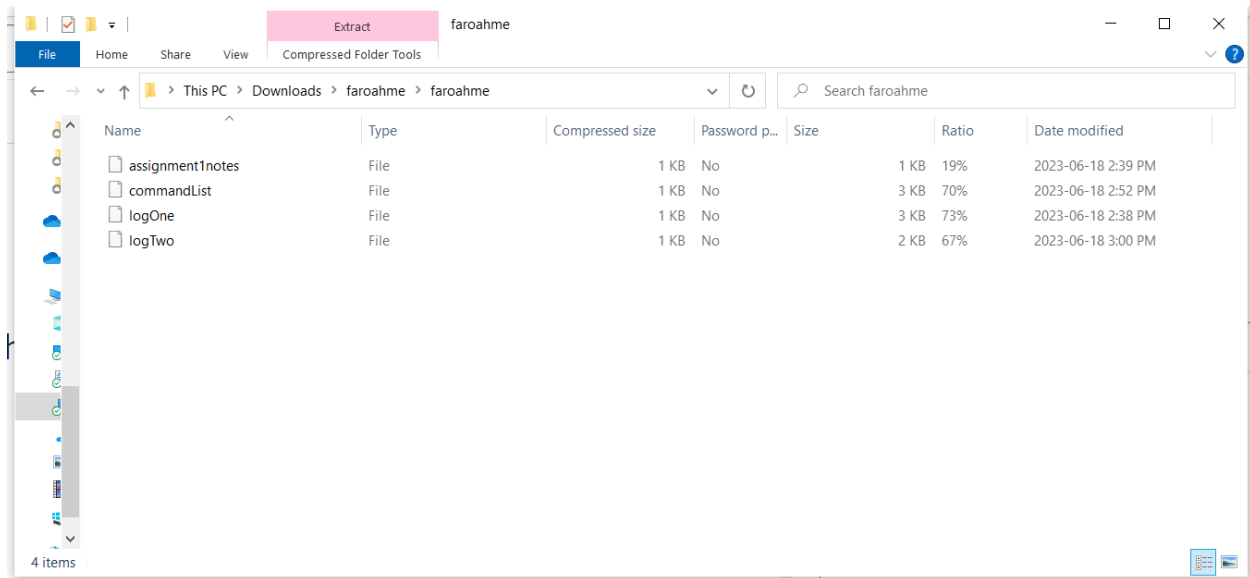 Extract faroahme
File Home Share View Compressed Folder Tools
This PC > Downloads > faroahme > faroahme Search faroahme
Name Type Compressed size Password p... Size Ratio Date modified
assignment1notes File 1 KB No 1 KB 19% 2023-06-18 2:39 PM
commandList File 1 KB No 3 KB 70% 2023-06-18 2:52 PM
logOne File 1 KB No 3 KB 73% 2023-06-18 2:38 PM
logTwo File 1 KB No 2 KB 67% 2023-06-18 3:00 PM
4 items